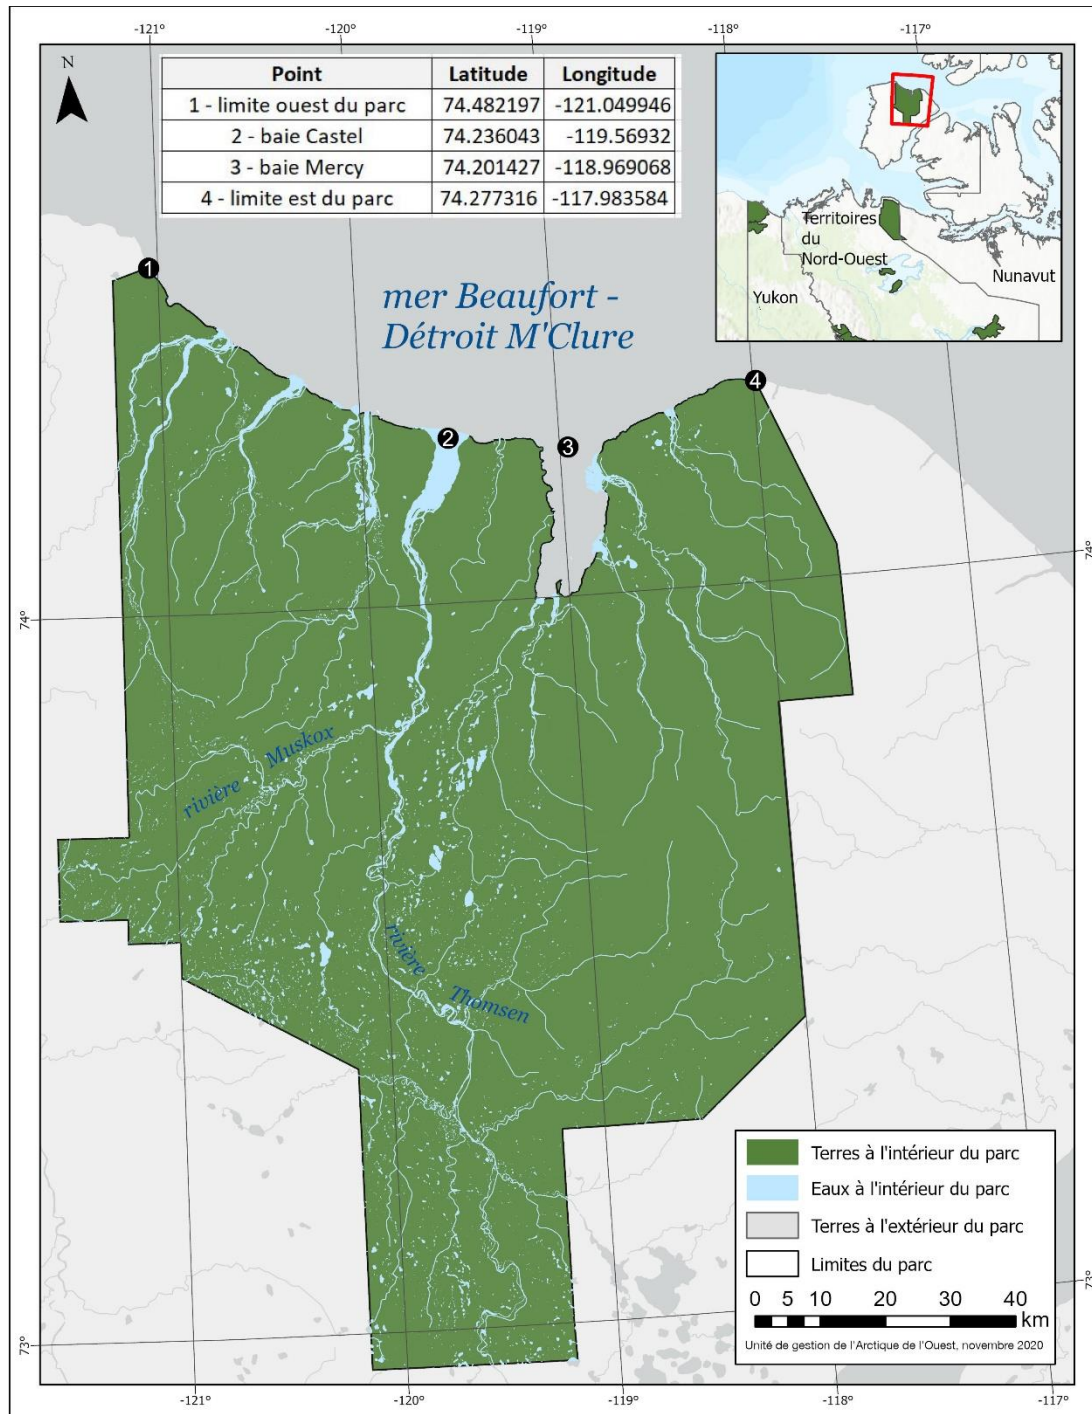 -121° -120° -119° -118° -117°
N
Point Latitude Longitude
1 - limite ouest du parc 74.482197 -121.049946
2 - baie Castel 74.236043 -119.56932
3 - baie Mercy 74.201427 -118.969068
4 - limite est du parc 74.277316 -117.983584
Territoires
du
Nord-Ouest
Nunavut
Yukon
1
mer Beaufort -
Détroit M'Clure
4
2
3
74°
74°
rivière Muskox
rivière Thomsen
Terres à l'intérieur du parc
Eaux à l'intérieur du parc
Terres à l'extérieur du parc
Limites du parc
0 5 10 20 30 40
km
Unité de gestion de l'Arctique de l'Ouest, novembre 2020
73°
73°
-121° -120° -119° -118° -117°